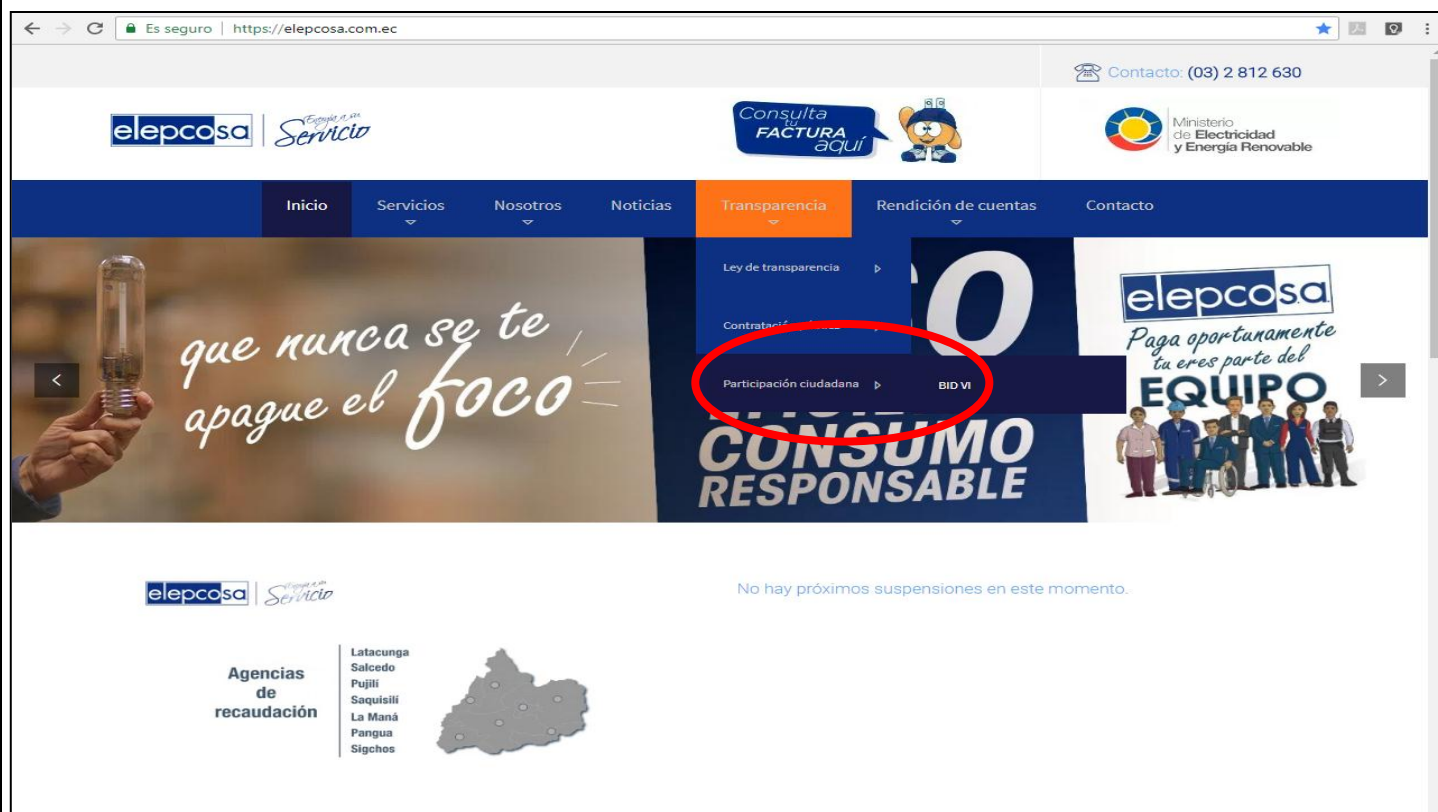 Es seguro | https://elepcosa.com.ec
Contacto: (03) 2 812 630
elepcosa
Energía a su
Servicio
Consulta
tu
FACTURA
aquí
Ministerio
de Electricidad
y Energía Renovable
Inicio
Servicios
Nosotros
Noticias
Transparencia
Rendición de cuentas
Contacto
Ley de transparencia
Participación ciudadana
BID VI
que nunca se te
apague el foco
CONSUMO
RESPONSABLE
elepcosa
Paga oportunamente
tu eres parte del
EQUIPO
elepcosa
Servicio
No hay próximos suspensiones en este momento.
Agencias
de
recaudación
Latacunga
Salcedo
Pujilí
Saquisilí
La Maná
Pangua
Sigchos